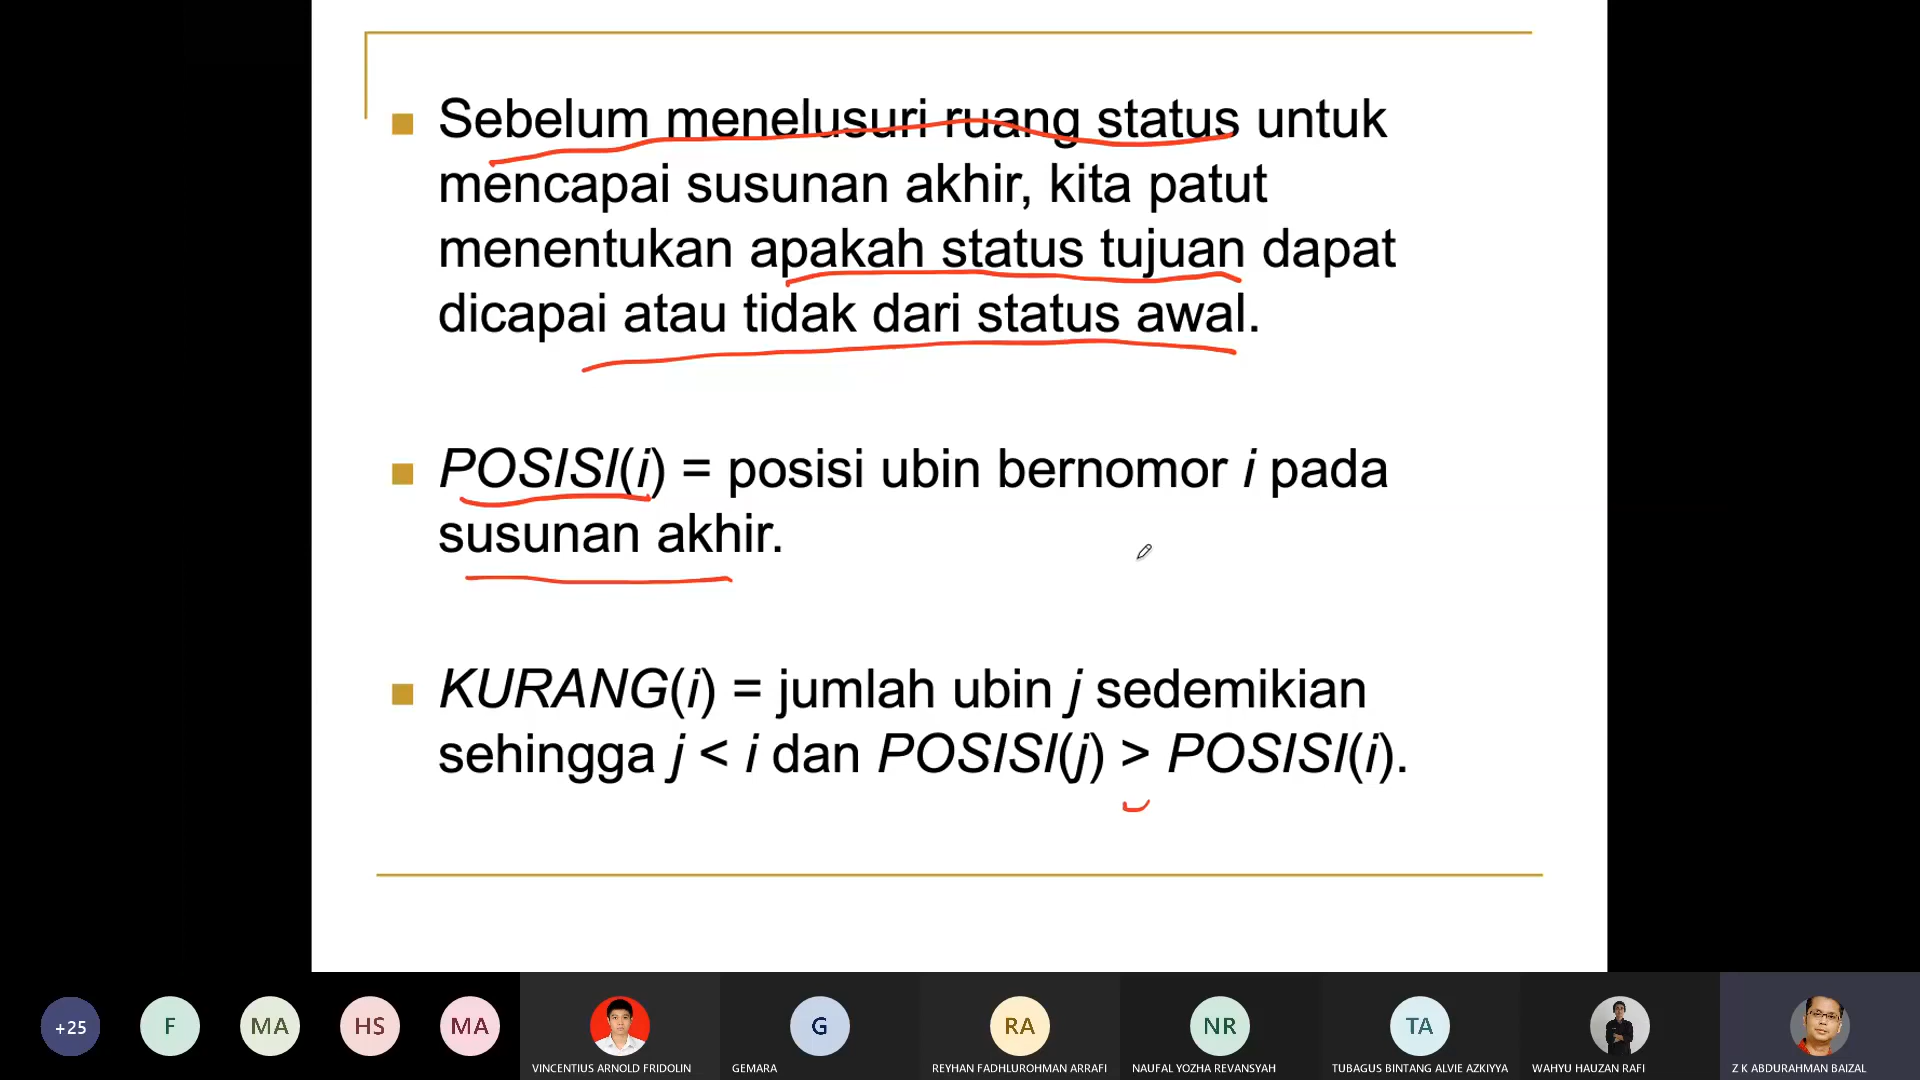 Sebelum menelusuri ruang status untuk
mencapai susunan akhir, kita patut
menentukan apakah status tujuan dapat
dicapai atau tidak dari status awal.
POSISI(i) = posisi ubin bernomor i pada
susunan akhir.
KURANG(i) = jumlah ubin j sedemikian
sehingga j < i dan POSISI(j) > POSISI(i).
+25
F
MA
HS
MA
G
RA
NR
TA
VINCENTIUS ARNOLD FRIDOLIN
GEMARA
REYHAN FADHLUROHMAN ARRAFI
NAUFAL YOZHA REVANSYAH
TUBAGUS BINTANG ALVIE AZKIYYA
WAHYU HAUZAN RAFI
Z K ABDURAHMAN BAIZAL